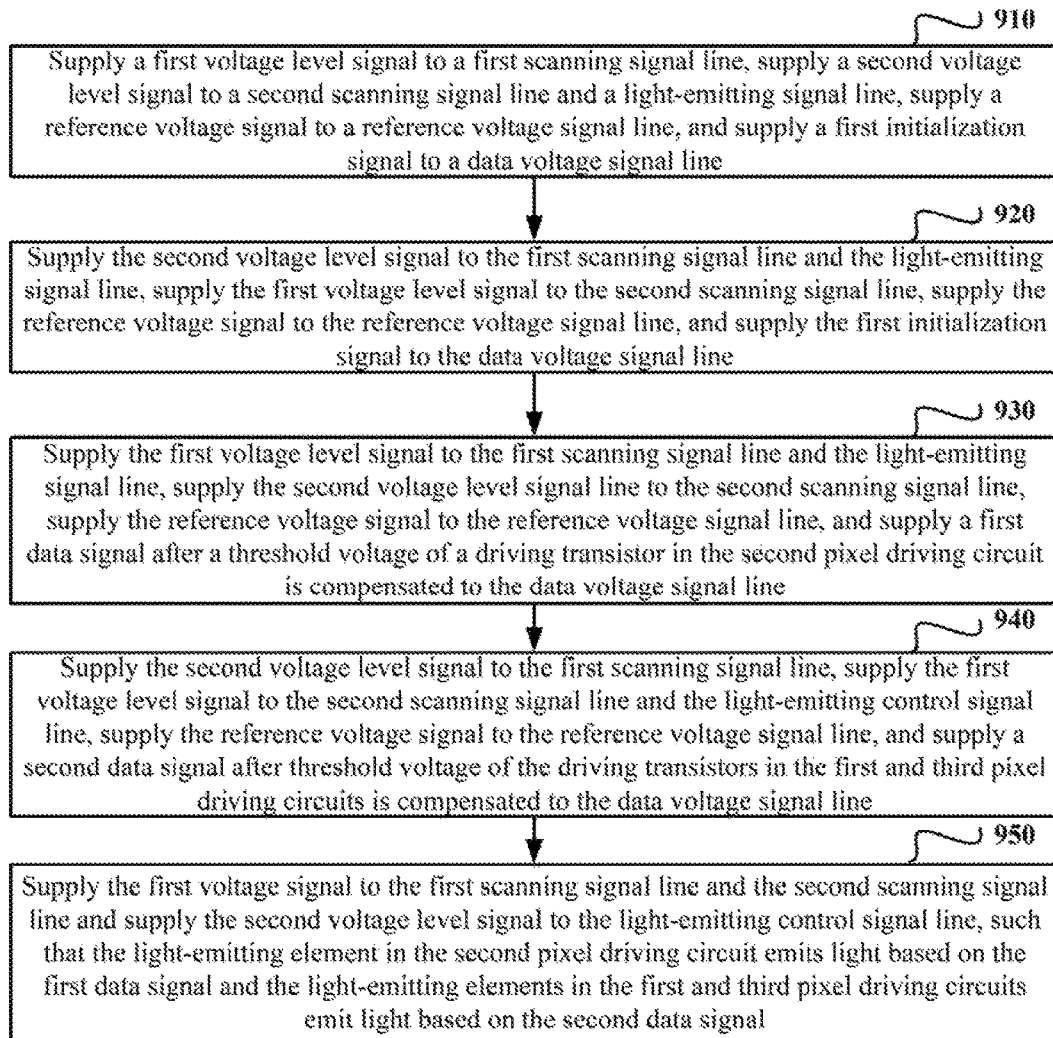 910
Supply a first voltage level signal to a first scanning signal line, supply a second voltage
level signal to a second scanning signal line and a light-emitting signal line, supply a
reference voltage signal to a reference voltage signal line, and supply a first initialization
signal to a data voltage signal line
920
Supply the second voltage level signal to the first scanning signal line and the light-emitting
signal line, supply the first voltage level signal to the second scanning signal line, supply the
reference voltage signal to the reference voltage signal line, and supply the first initialization
signal to the data voltage signal line
930
Supply the first voltage level signal to the first scanning signal line and the light-emitting
signal line, supply the second voltage level signal line to the second scanning signal line,
supply the reference voltage signal to the reference voltage signal line, and supply a first
data signal after a threshold voltage of a driving transistor in the second pixel driving circuit
is compensated to the data voltage signal line
940
Supply the second voltage level signal to the first scanning signal line, supply the first
voltage level signal to the second scanning signal line and the light-emitting control signal
line, supply the reference voltage signal to the reference voltage signal line, and supply a
second data signal after threshold voltage of the driving transistors in the first and third pixel
driving circuits is compensated to the data voltage signal line
950
Supply the first voltage signal to the first scanning signal line and the second scanning signal
line and supply the second voltage level signal to the light-emitting control signal line, such
that the light-emitting element in the second pixel driving circuit emits light based on the
first data signal and the light-emitting elements in the first and third pixel driving circuits
emit light based on the second data signal